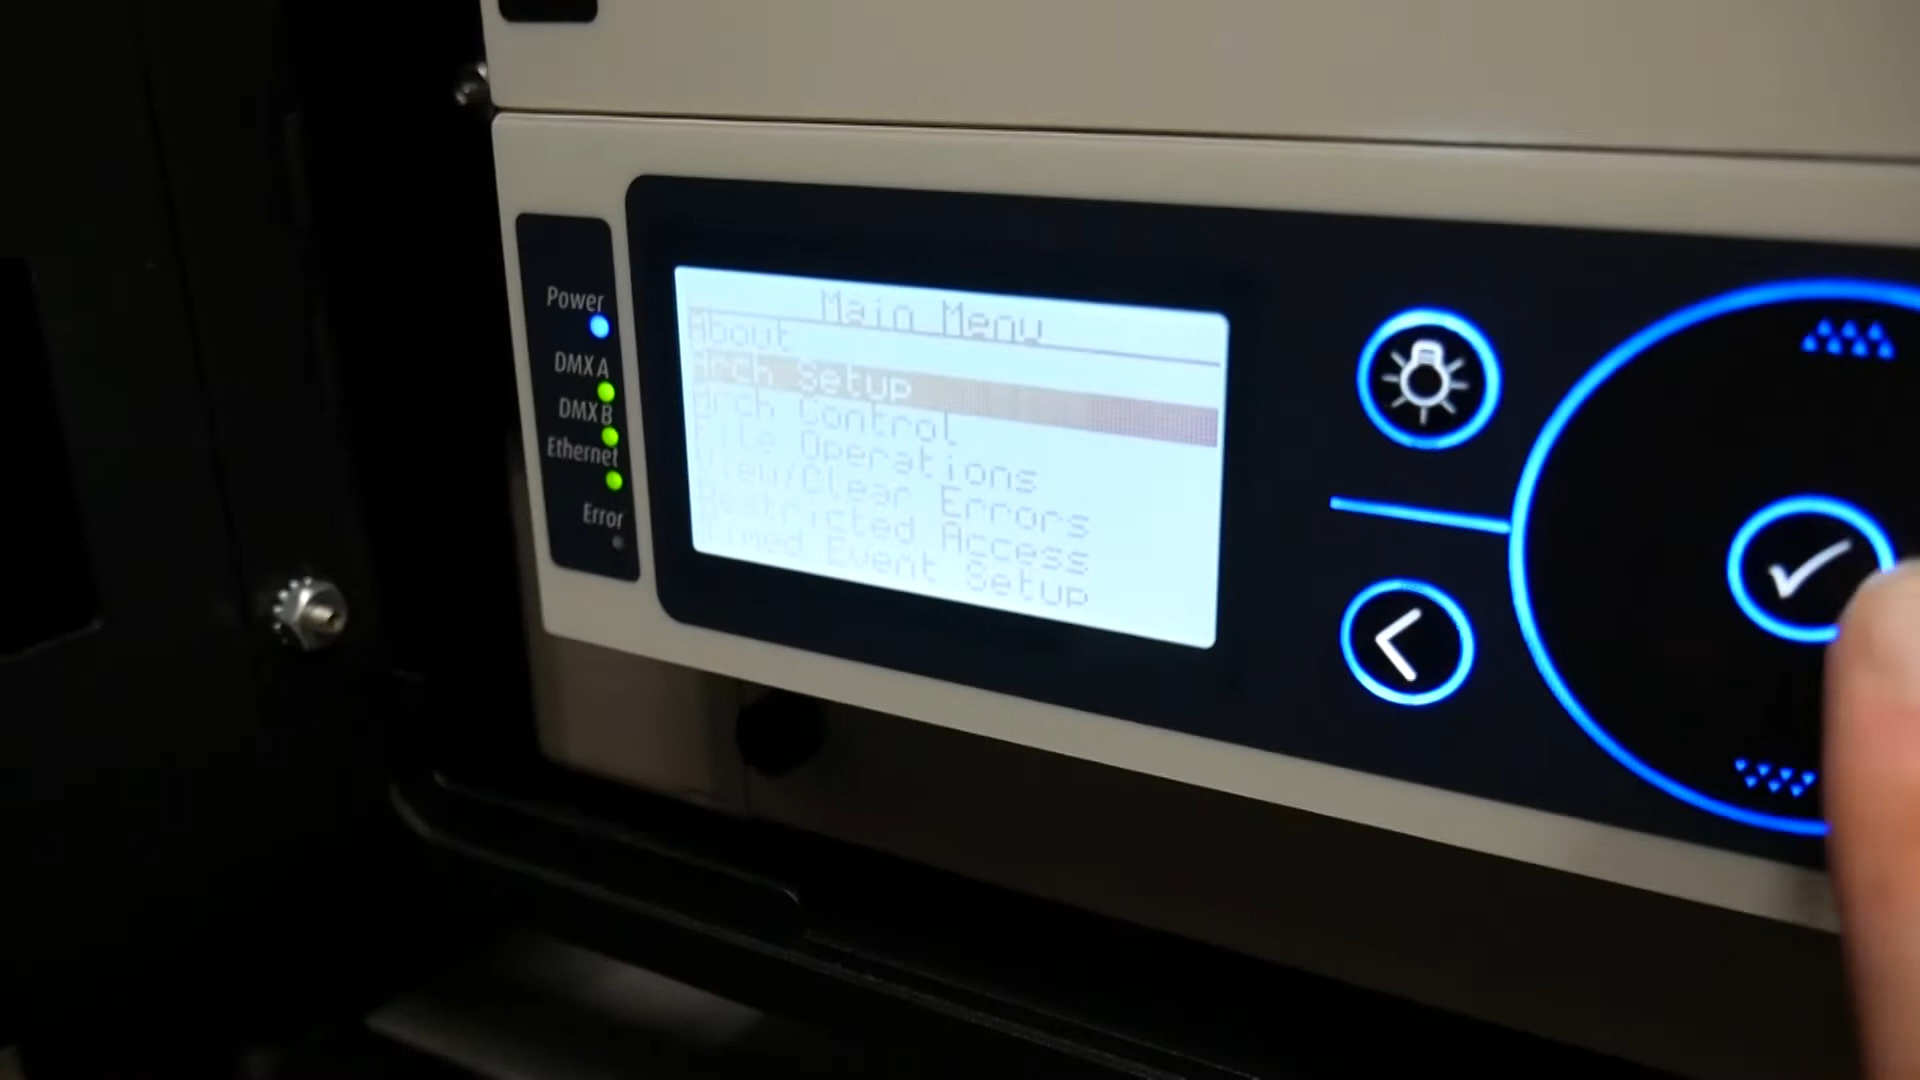 Power
DMX A
DMX B
Ethernet
Error
Main Menu
About
Arch Setup
Arch Control
File Operations
View/Clear Errors
Restricted Access
Timed Event Setup